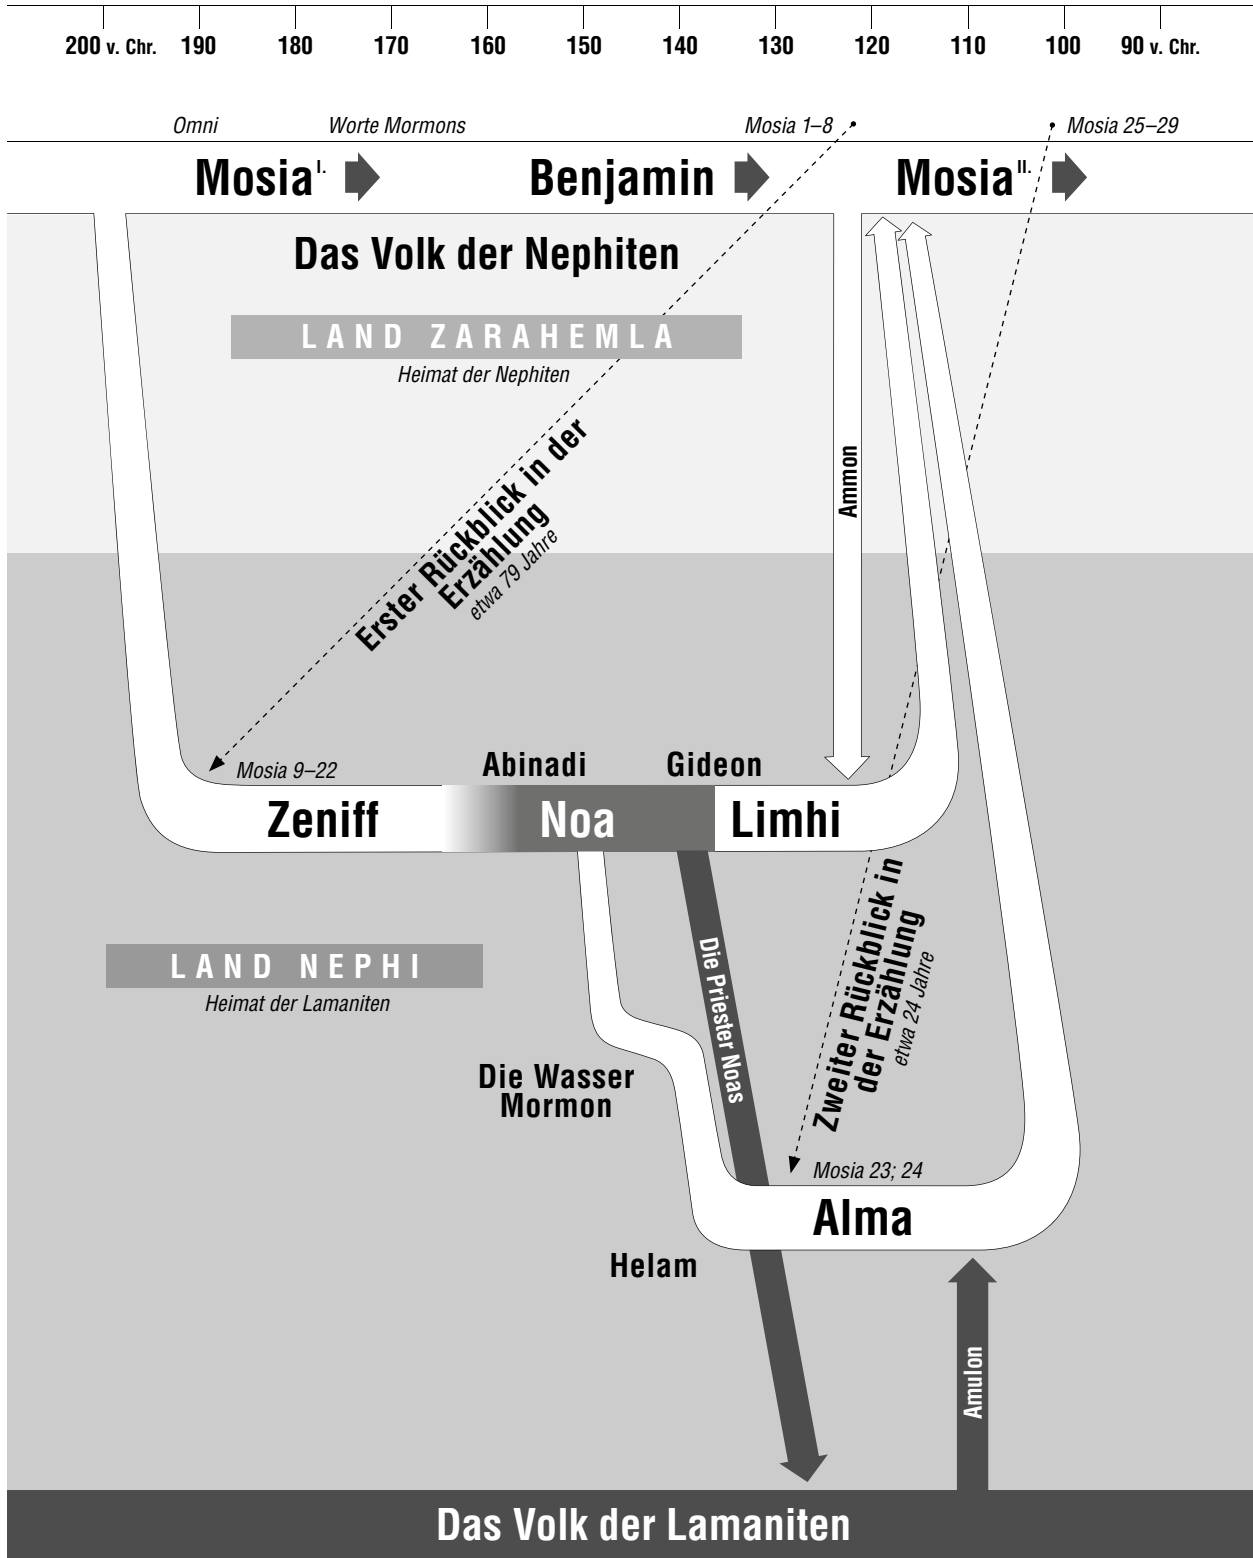 200 v. Chr. 190 180 170 160 150 140 130 120 110 100 90 v. Chr.
Omni Worte Mormons Mosia 1–8 Mosia 25–29
Mosia I. Benjamin Mosia II.
Das Volk der Nephiten
LAND ZARAHEMLA
Heimat der Nephiten
Erster Rückblick in der
Erzählung
etwa 79 Jahre
Ammon
Mosia 9–22
Abinadi Gideon
Zeniff Noa Limhi
LAND NEPHI
Heimat der Lamaniten
Die Priester Noas
Zweiter Rückblick in
der Erzählung
etwa 24 Jahre
Die Wasser
Mormon
Mosia 23; 24
Alma
Helam
Amulon
Das Volk der Lamaniten